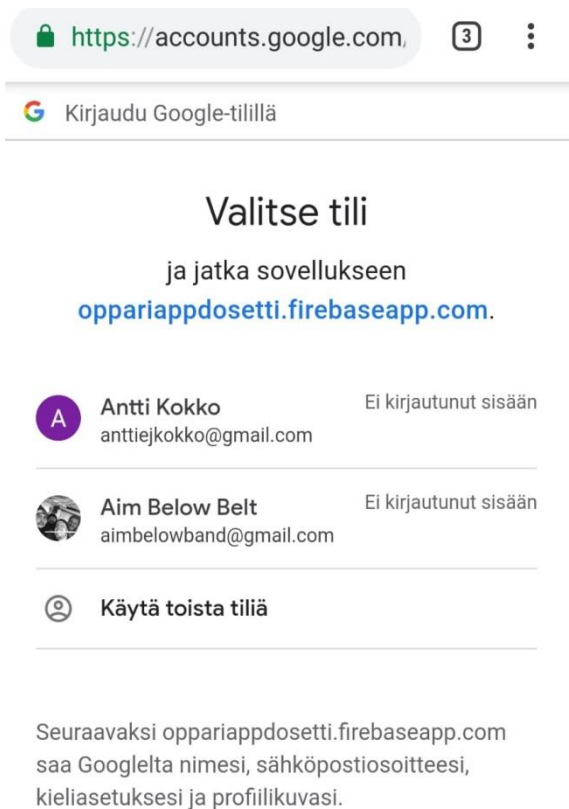 https://accounts.google.com,
3
Kirjaudu Google-tilillä
Valitse tili
ja jatka sovellukseen
oppariappdosetti.firebaseapp.com.
A
Antti Kokko
Ei kirjautunut sisään
anttiejkokko@gmail.com
Aim Below Belt
Ei kirjautunut sisään
aimbelowband@gmail.com
Käytä toista tiliä
Seuraavaksi oppariappdosetti.firebaseapp.com
saa Googlelta nimesi, sähköpostiosoitteesi,
kieliasetuksesi ja profiilikuvasi.